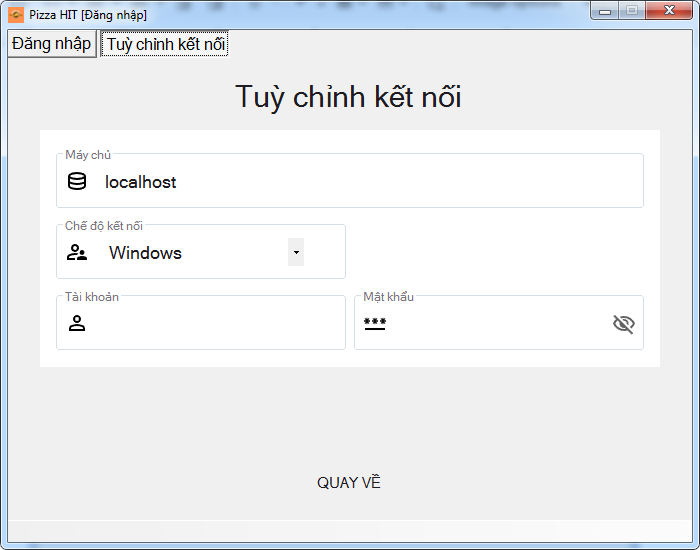 Pizza HIT [Đăng nhập]
Đăng nhập
Tuỳ chỉnh kết nối
Tuỳ chỉnh kết nối
Máy chủ
localhost
Chế độ kết nối
Windows
Tài khoản
Mật khẩu
QUAY VỀ